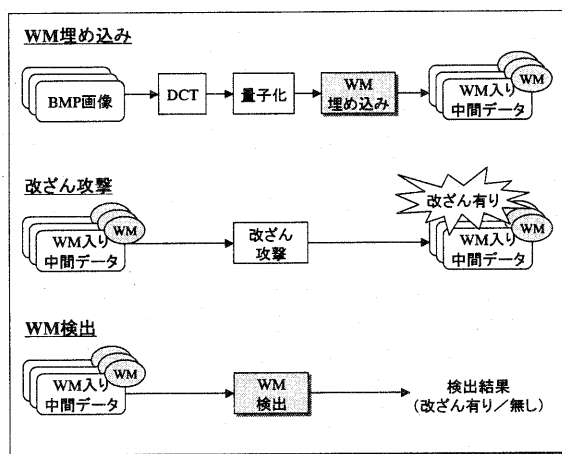 WM埋め込み
BMP画像
DCT
量子化
WM
埋め込み
WM
WM入り
中間データ
改ざん攻撃
WM
WM入り
中間データ
改ざん
攻撃
改ざん有り
WM
WM入り
中間データ
WM検出
WM
WM入り
中間データ
WM
検出
検出結果
(改ざん有り/無し)